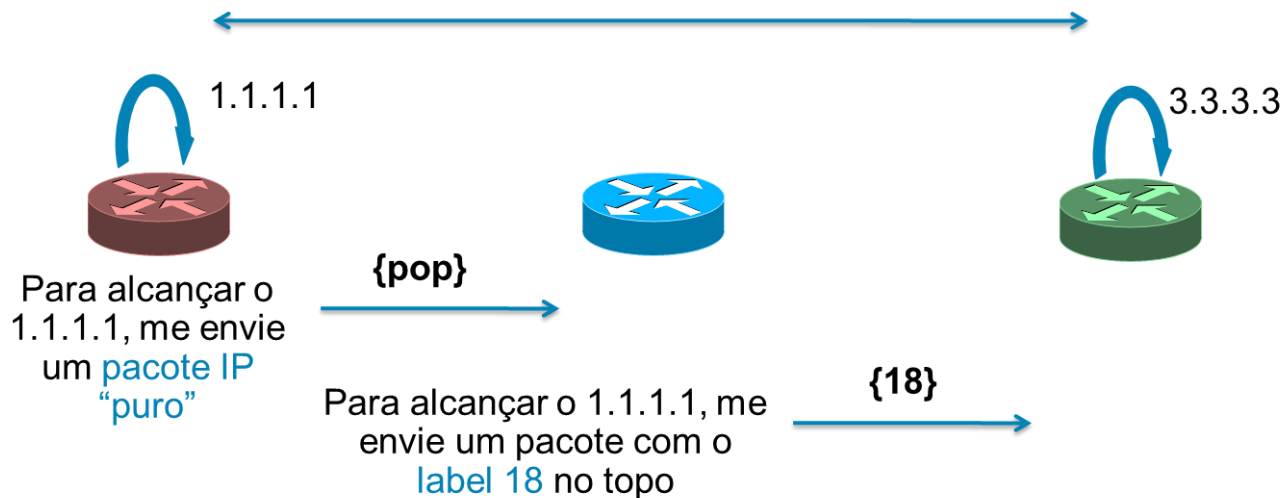 1.1.1.1
3.3.3.3
{pop}
Para alcançar o
1.1.1.1, me envie
um pacote IP
“puro”
{18}
Para alcançar o 1.1.1.1, me
envie um pacote com o
label 18 no topo